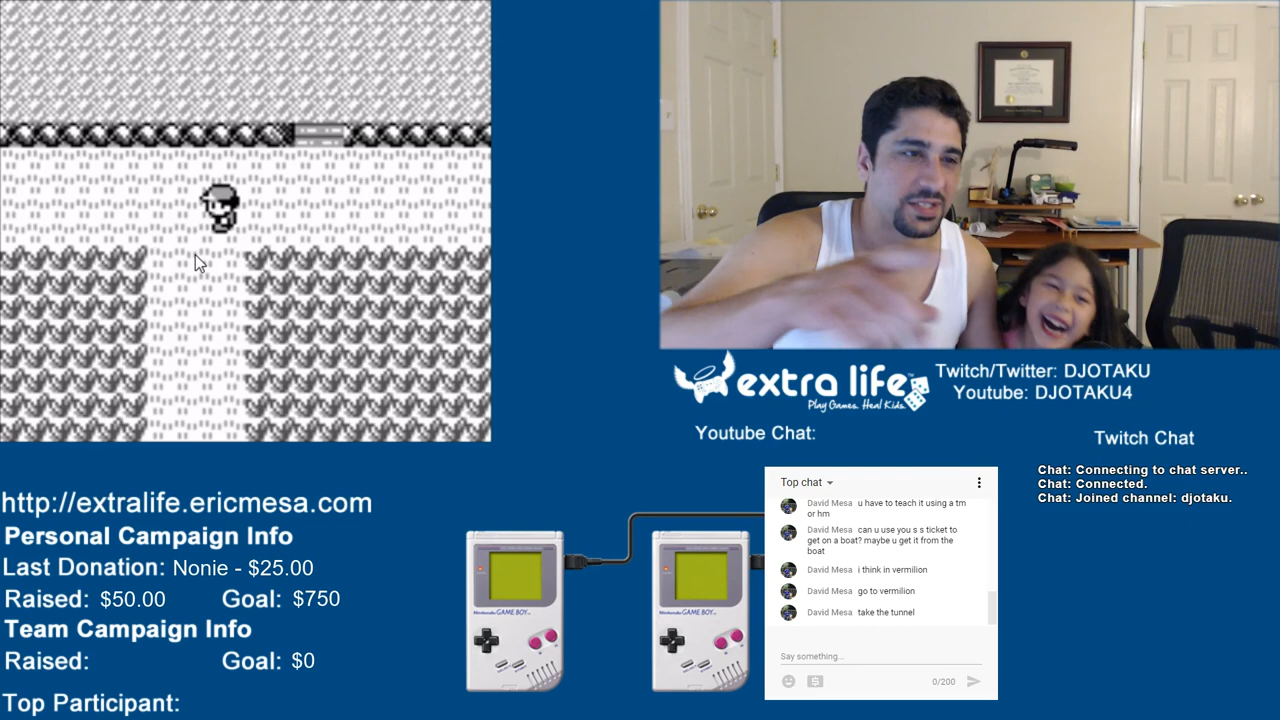 extra life
Play Games. Heal Kids.
Twitch/Twitter: DJOTAKU
Youtube: DJOTAKU4
Youtube Chat:
Twitch Chat
Chat: Connecting to chat server..
Chat: Connected.
Chat: Joined channel: djotaku.
http://extralife.ericmesa.com
Personal Campaign Info
Last Donation: Nonie - $25.00
Raised: $50.00 Goal: $750
Team Campaign Info
Raised: Goal: $0
Top Participant:
Nintendo GAME BOY
Nintendo GAME BOY
Top chat
David Mesa u have to teach it using a tm
or hm
David Mesa can u use you s s ticket to
get on a boat? maybe u get it from the
boat
David Mesa i think in vermilion
David Mesa go to vermilion
David Mesa take the tunnel
Say something...
0/200